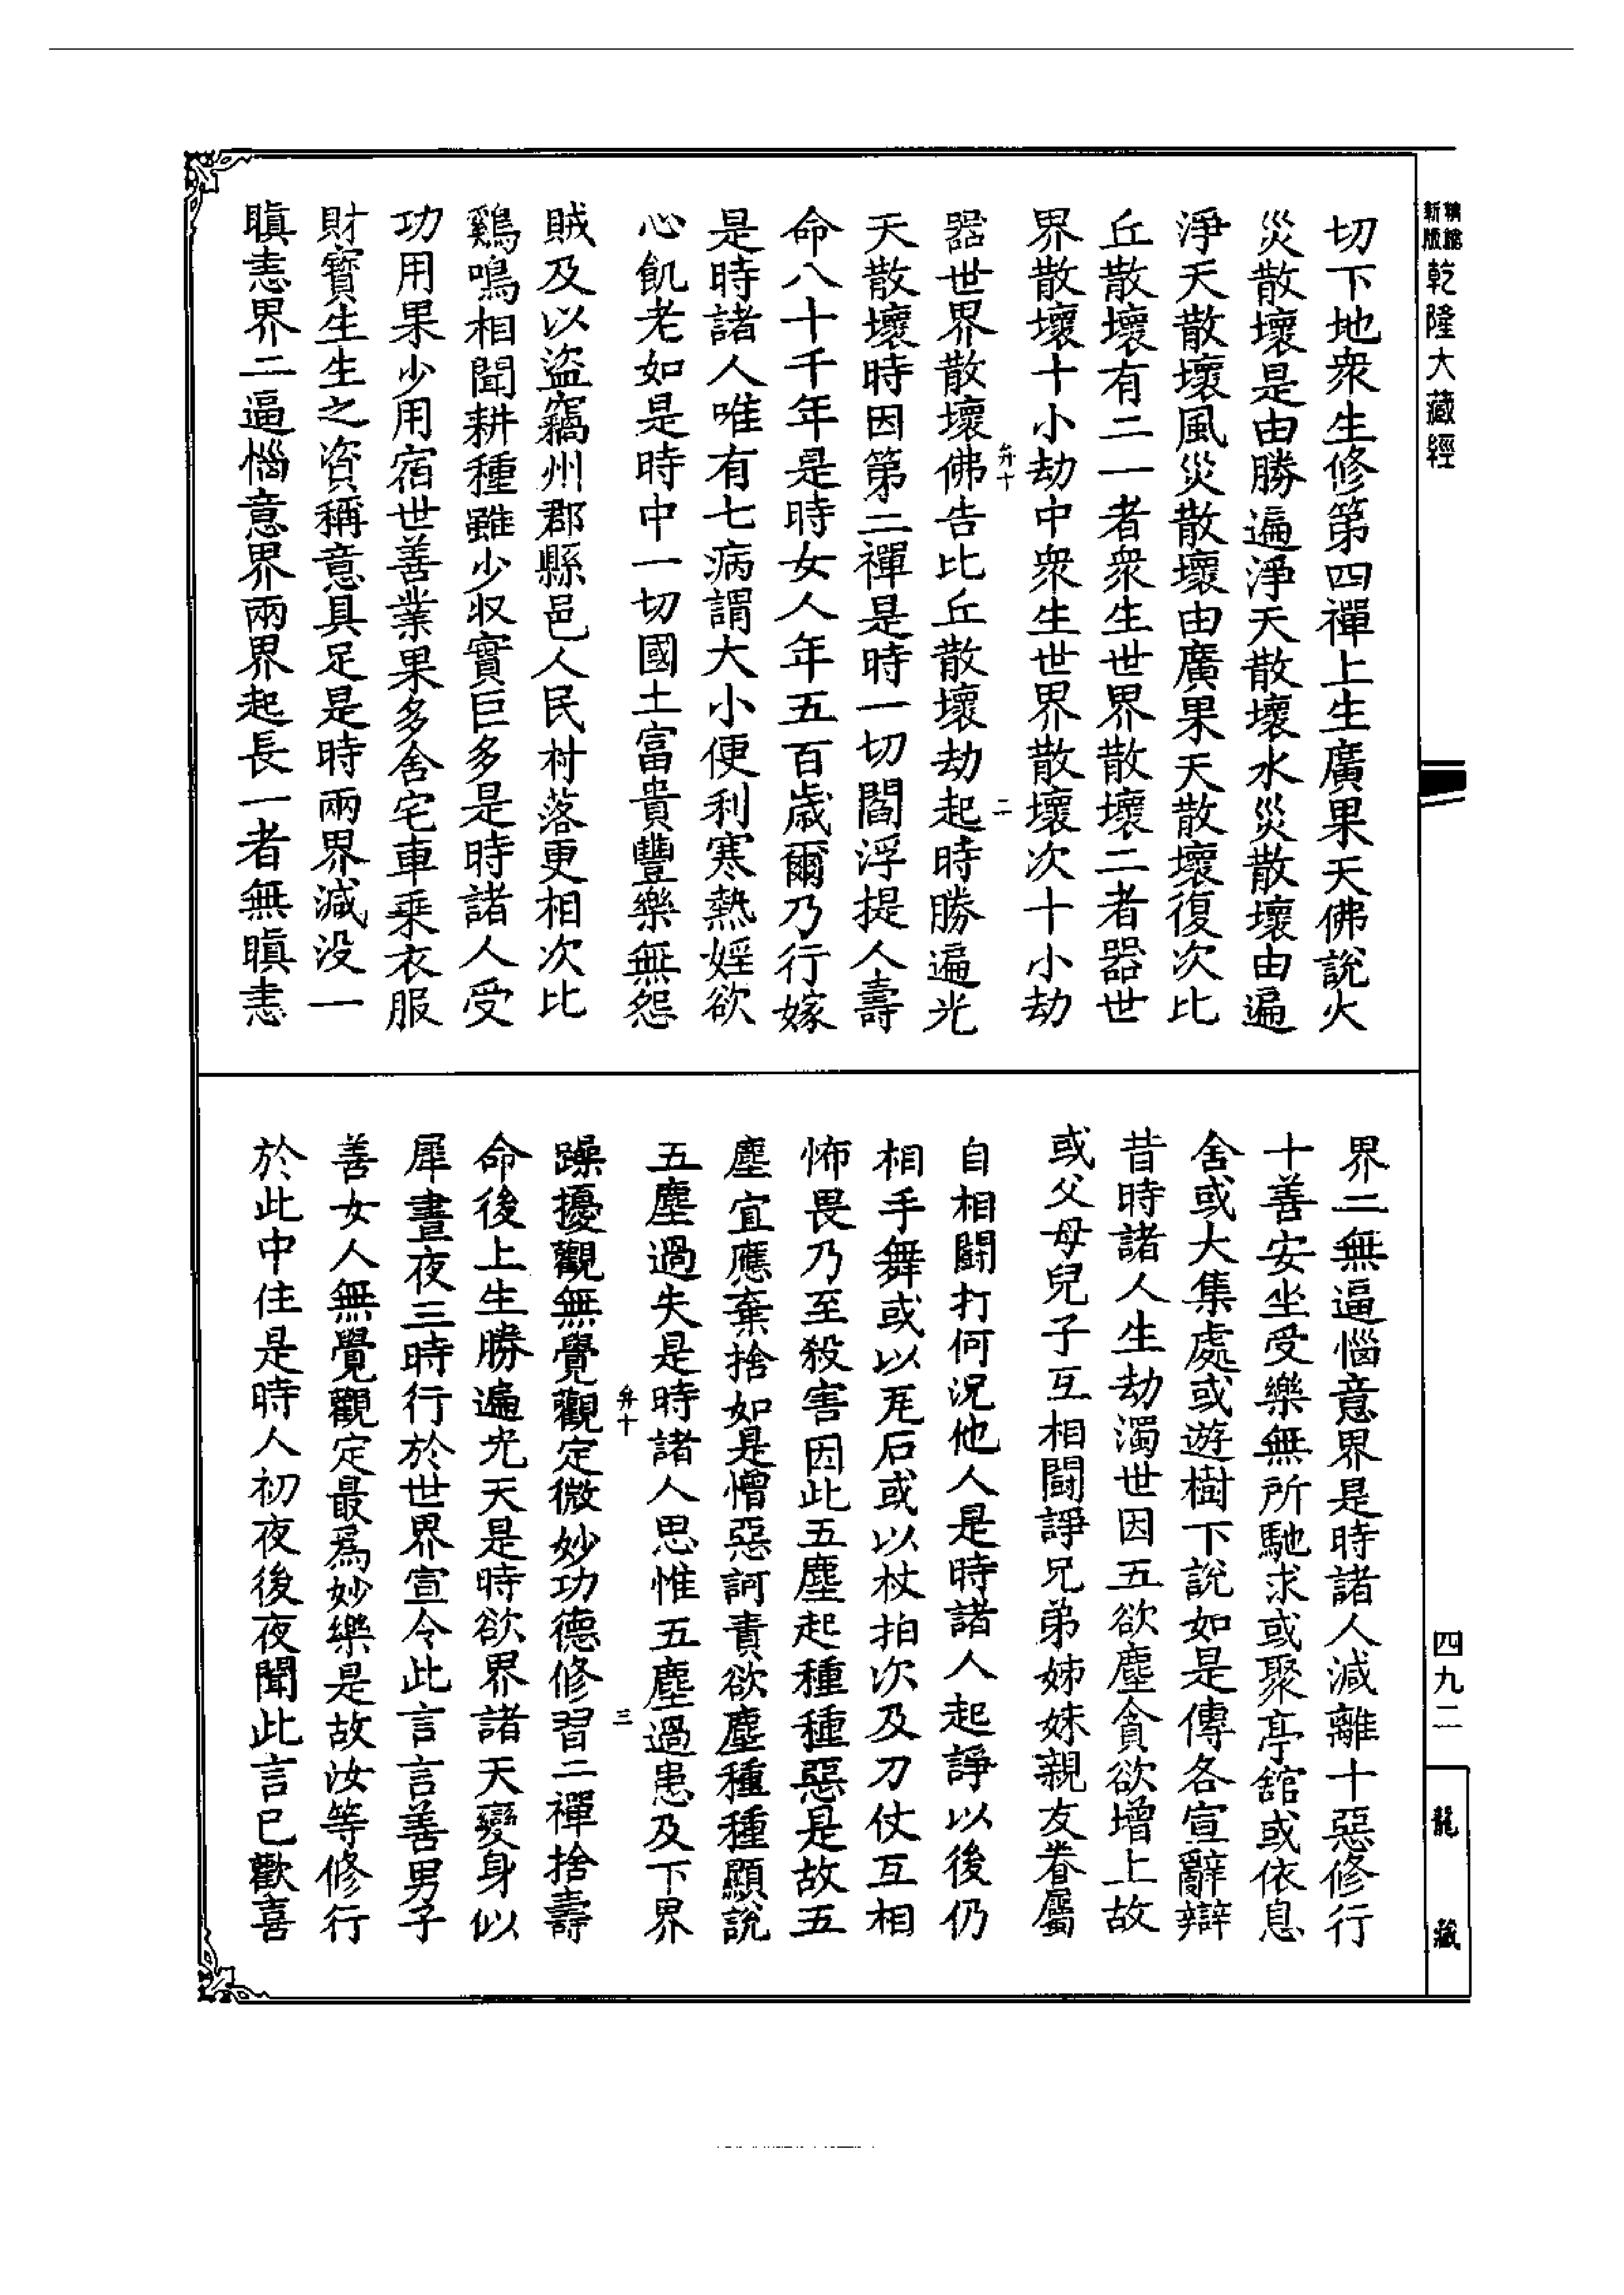 新編縮版乾隆大藏經
切下地衆生修第四禪上生廣果天佛說火
災散壞是由勝遍淨天散壞水災散壞由遍
淨天散壞風災散壞由廣果天散壞復次比
丘散壞有二一者衆生世界散壞二者器世
界散壞十小劫中衆生世界散壞次十小劫
弁十 二
器世界散壞佛告比丘散壞劫起時勝遍光
天散壞時因第二禪是時一切閻浮提人壽
命八十千年是時女人年五百歲爾乃行嫁
是時諸人唯有七病謂大小便利寒熱婬欲
心飢老如是時中一切國土富貴豐樂無怨
賊及以盜竊州郡縣邑人民村落更相次比
鷄鳴相聞耕種雖少收實巨多是時諸人受
功用果少用宿世善業果多舍宅車乘衣服
財寶生生之資稱意具足是時兩界減没一
瞋恚界二逼惱意界兩界起長一者無瞋恚
界二無逼惱意界是時諸人減離十惡修行
十善安坐受樂無所馳求或聚亭舘或依息
舍或大集處或遊樹下說如是傳各宣辭辯
昔時諸人生劫濁世因五欲塵貪欲增上故
或父母兒子互相鬪諍兄弟姊妹親友眷屬
自相鬪打何況他人是時諸人起諍以後仍
相手舞或以瓦石或以杖拍次及刀仗互相
怖畏乃至殺害因此五塵起種種惡是故五
塵宜應棄捨如是憎惡訶責欲塵種種顯說
五塵過失是時諸人思惟五塵過患及下界
弁十 三
躁擾觀無覺觀定微妙功德修習二禪捨壽
命後上生勝遍光天是時欲界諸天變身似
犀晝夜三時行於世界宣令此言言善男子
善女人無覺觀定最爲妙樂是故汝等修行
於此中住是時人初夜後夜聞此言已歡喜
四九二
龍藏